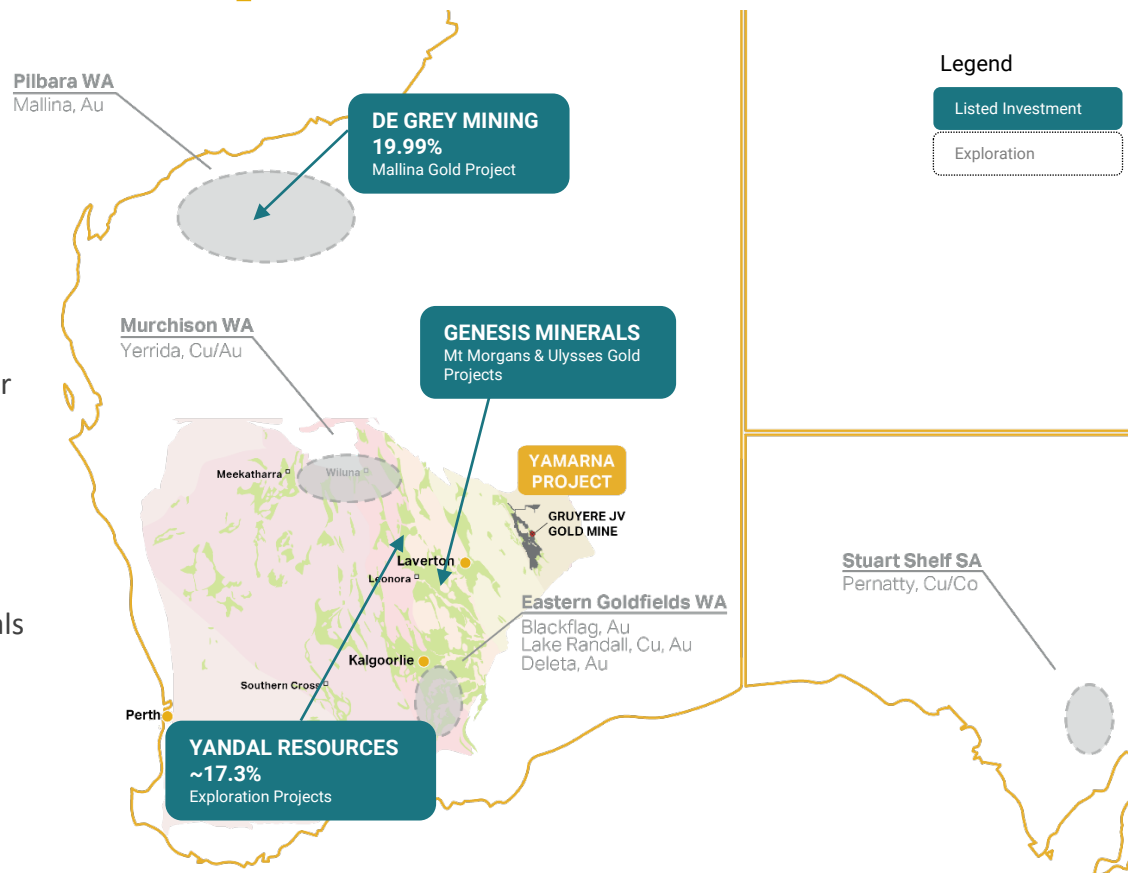 Legend
Listed Investment
Exploration
Pilbara WA
Mallina, Au
DE GREY MINING
19.99%
Mallina Gold Project
Murchison WA
Yerrida, Cu/Au
GENESIS MINERALS
Mt Morgans & Ulysses Gold
Projects
r
Meekatharra
Wiluna
YAMARNA
PROJECT
GRUYERE JV
GOLD MINE
Laverton
Leonora
Stuart Shelf SA
Pernatty, Cu/Co
Eastern Goldfields WA
Blackflag, Au
Lake Randall, Cu, Au
Deleta, Au
als
Kalgoorlie
Southern Cross
Perth
YANDAL RESOURCES
~17.3%
Exploration Projects